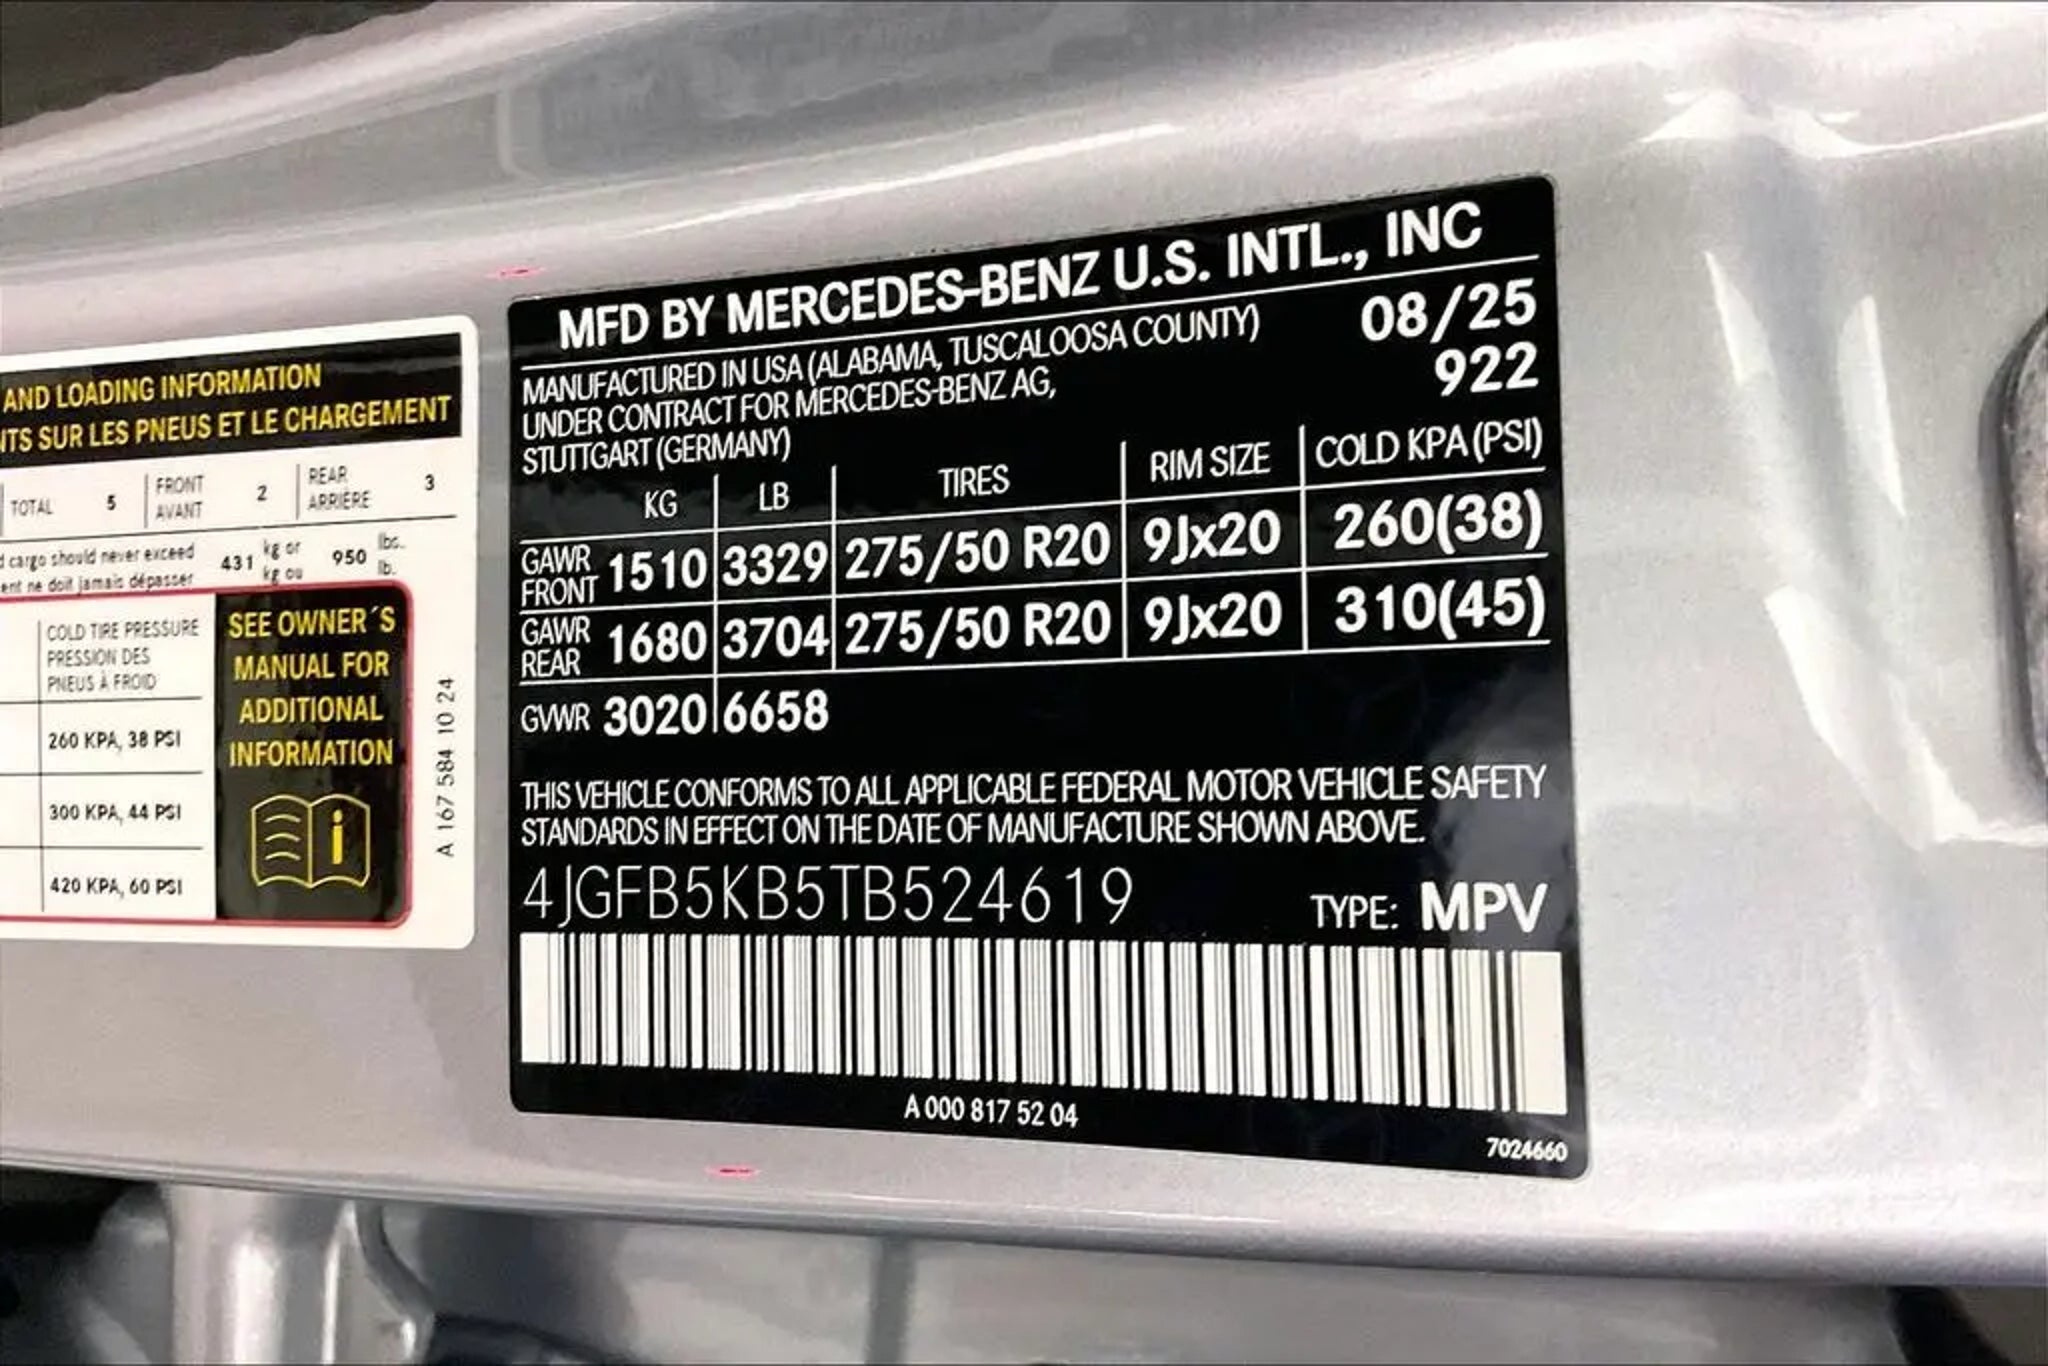 AND LOADING INFORMATION
SUR LES PNEUS ET LE CHARGEMENT
TOTAL 5 FRONT AVANT 2 REAR ARRIÈRE 3
cargo should never exceed 431 kg or 950 lbs.
ne doit jamais dépasser kg ou lb.
COLD TIRE PRESSURE
PRESSION DES
PNEUS À FROID
260 KPA, 38 PSI
300 KPA, 44 PSI
420 KPA, 60 PSI
SEE OWNER´S
MANUAL FOR
ADDITIONAL
INFORMATION
i
A 167 584 10 24
MFD BY MERCEDES-BENZ U.S. INTL., INC
MANUFACTURED IN USA (ALABAMA, TUSCALOOSA COUNTY) 08/25
UNDER CONTRACT FOR MERCEDES-BENZ AG, 922
STUTTGART (GERMANY)
KG LB TIRES RIM SIZE COLD KPA (PSI)
GAWR FRONT 1510 3329 275/50 R20 9Jx20 260(38)
GAWR REAR 1680 3704 275/50 R20 9Jx20 310(45)
GVWR 3020 6658
THIS VEHICLE CONFORMS TO ALL APPLICABLE FEDERAL MOTOR VEHICLE SAFETY
STANDARDS IN EFFECT ON THE DATE OF MANUFACTURE SHOWN ABOVE.
4JGFB5KB5TB524619 TYPE: MPV
A 000 817 52 04
7024660